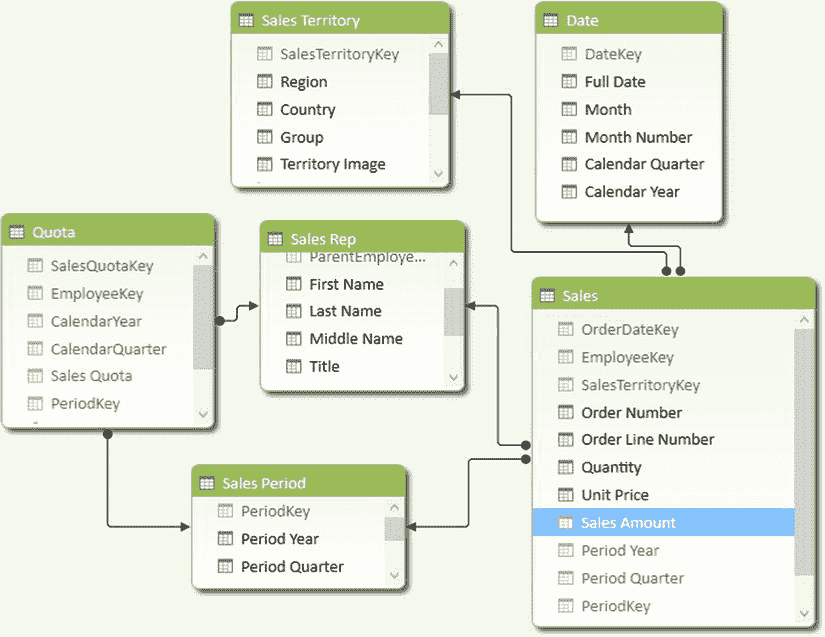 Sales Territory
SalesTerritoryKey
Region
Country
Group
Territory Image
Date
DateKey
Full Date
Month
Month Number
Calendar Quarter
Calendar Year
Quota
SalesQuotaKey
EmployeeKey
CalendarYear
CalendarQuarter
Sales Quota
PeriodKey
Sales Rep
ParentEmploye...
First Name
Last Name
Middle Name
Title
Sales
OrderDateKey
EmployeeKey
SalesTerritoryKey
Order Number
Order Line Number
Quantity
Unit Price
Sales Amount
Period Year
Period Quarter
PeriodKey
Sales Period
PeriodKey
Period Year
Period Quarter